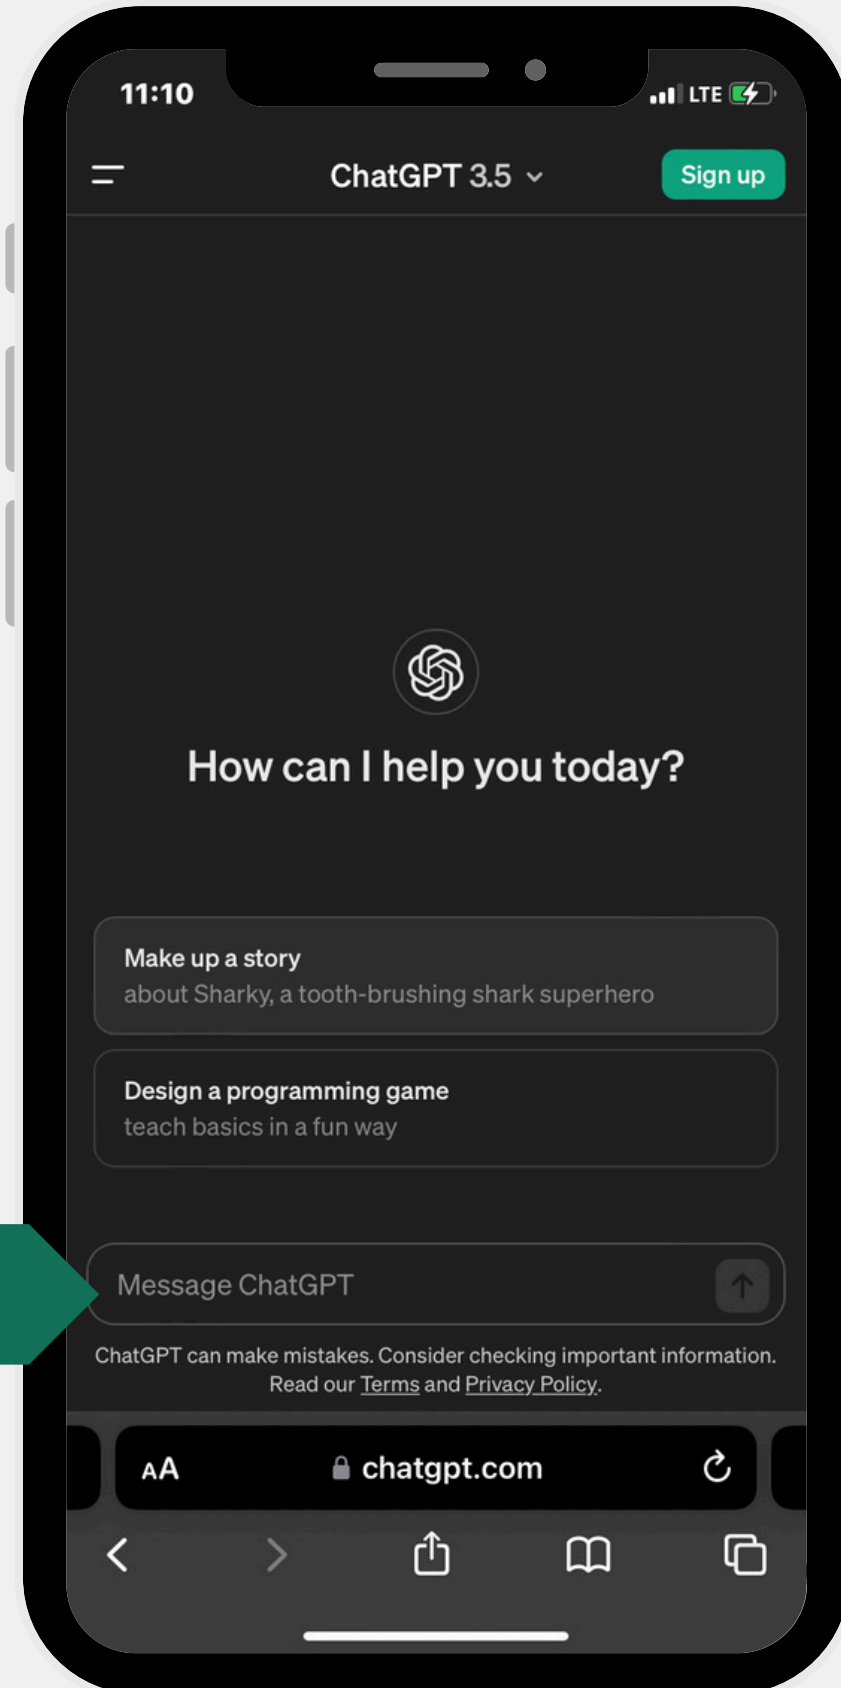 11:10
LTE
ChatGPT 3.5
Sign up
How can I help you today?
Make up a story
about Sharky, a tooth-brushing shark superhero
Design a programming game
teach basics in a fun way
Message ChatGPT
ChatGPT can make mistakes. Consider checking important information.
Read our Terms and Privacy Policy.
AA
chatgpt.com